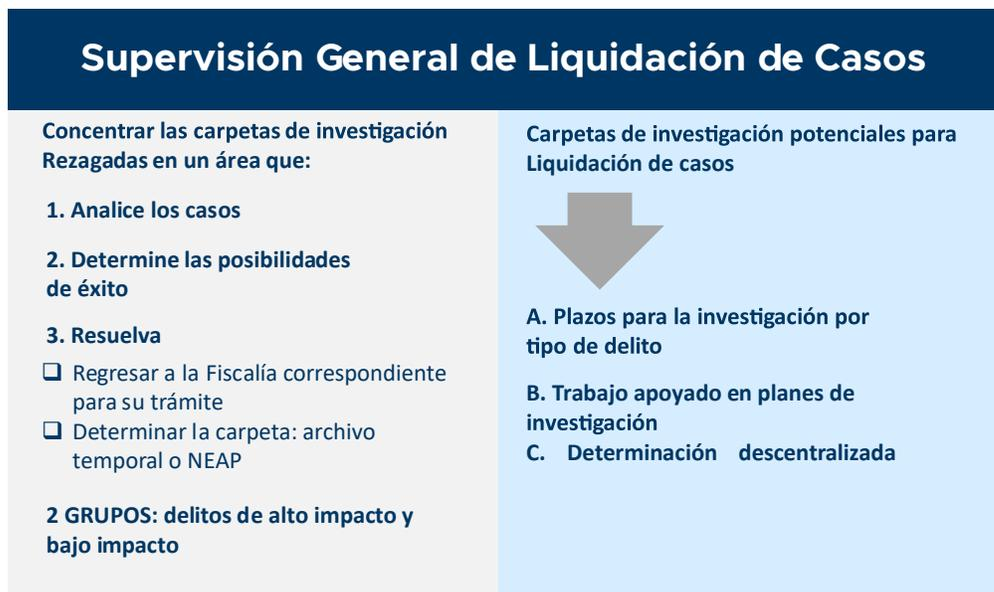 Supervisión General de Liquidación de Casos
Concentrar las carpetas de investigación
Rezagadas en un área que:
1. Analice los casos
2. Determine las posibilidades
de éxito
3. Resuelva
Regresar a la Fiscalía correspondiente
para su trámite
Determinar la carpeta: archivo
temporal o NEAP
2 GRUPOS: delitos de alto impacto y
bajo impacto
Carpetas de investigación potenciales para
Liquidación de casos
A. Plazos para la investigación por
tipo de delito
B. Trabajo apoyado en planes de
investigación
C. Determinación descentralizada